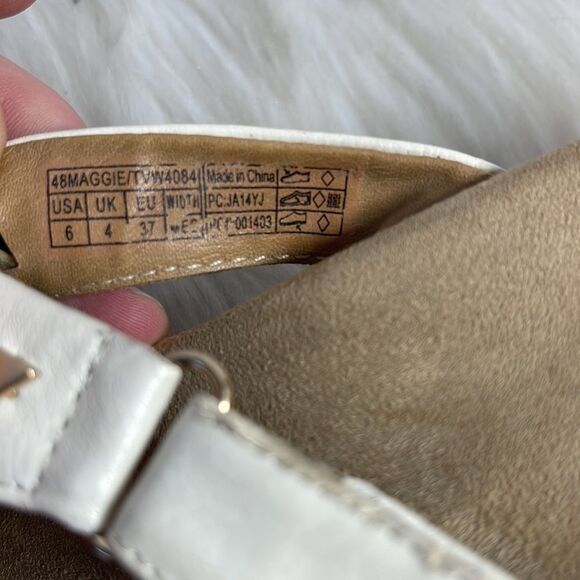 48MAGGIE/TVW4084 Made in China
USA UK EU WIDTH PC:JA14YJ
6 4 37 001403